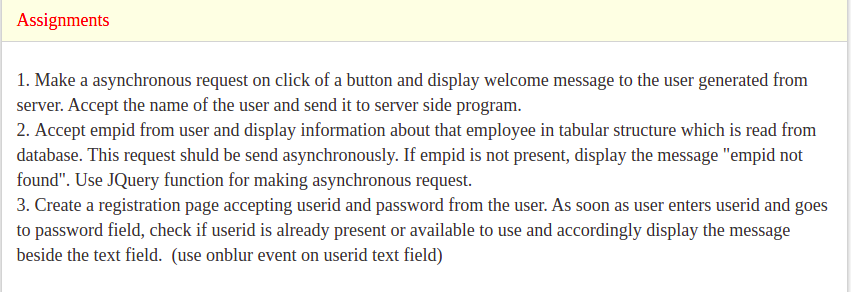 Assignments
1. Make a asynchronous request on click of a button and display welcome message to the user generated from
server. Accept the name of the user and send it to server side program.
2. Accept empid from user and display information about that employee in tabular structure which is read from
database. This request shuld be send asynchronously. If empid is not present, display the message "empid not
found". Use JQuery function for making asynchronous request.
3. Create a registration page accepting userid and password from the user. As soon as user enters userid and goes
to password field, check if userid is already present or available to use and accordingly display the message
beside the text field.  (use onblur event on userid text field)